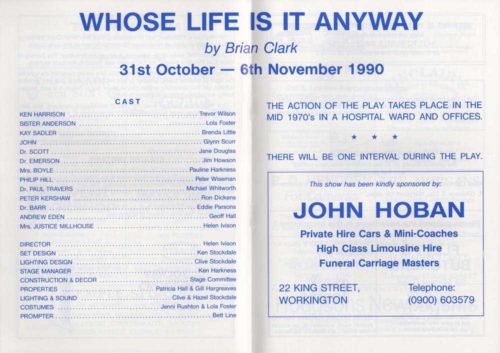 WHOSE LIFE IS IT ANYWAY
by Brian Clark
31st October — 6th November 1990
CAST
KEN HARRISON Trevor Wilson
SISTER ANDERSON Lola Foster
KAY SADLER Brenda Little
JOHN Glynn Scurr
Dr. SCOTT Jane Douglas
Dr. EMERSON Jim Howson
Mrs. BOYLE Pauline Harkness
PHILIP HILL Peter Wiseman
Dr. PAUL TRAVERS Michael Whitworth
PETER KERSHAW Ron Dickens
Dr. BARR Eddie Parsons
ANDREW EDEN Geoff Hall
Mrs. JUSTICE MILLHOUSE Helen Ivison
DIRECTOR Helen Ivison
SET DESIGN Ken Stockdale
LIGHTING DESIGN Clive Stockdale
STAGE MANAGER Ken Harkness
CONSTRUCTION & DECOR Stage Committee
PROPERTIES Patricia Hall & Gill Hargreaves
LIGHTING & SOUND Clive & Hazel Stockdale
COSTUMES Jenni Rushton & Lola Foster
PROMPTER Bett Line
THE ACTION OF THE PLAY TAKES PLACE IN THE
MID 1970's IN A HOSPITAL WARD AND OFFICES.
★ ★ ★
THERE WILL BE ONE INTERVAL DURING THE PLAY.
This show has been kindly sponsored by:
JOHN HOBAN
Private Hire Cars & Mini-Coaches
High Class Limousine Hire
Funeral Carriage Masters
22 KING STREET, Telephone:
WORKINGTON (0900) 603579